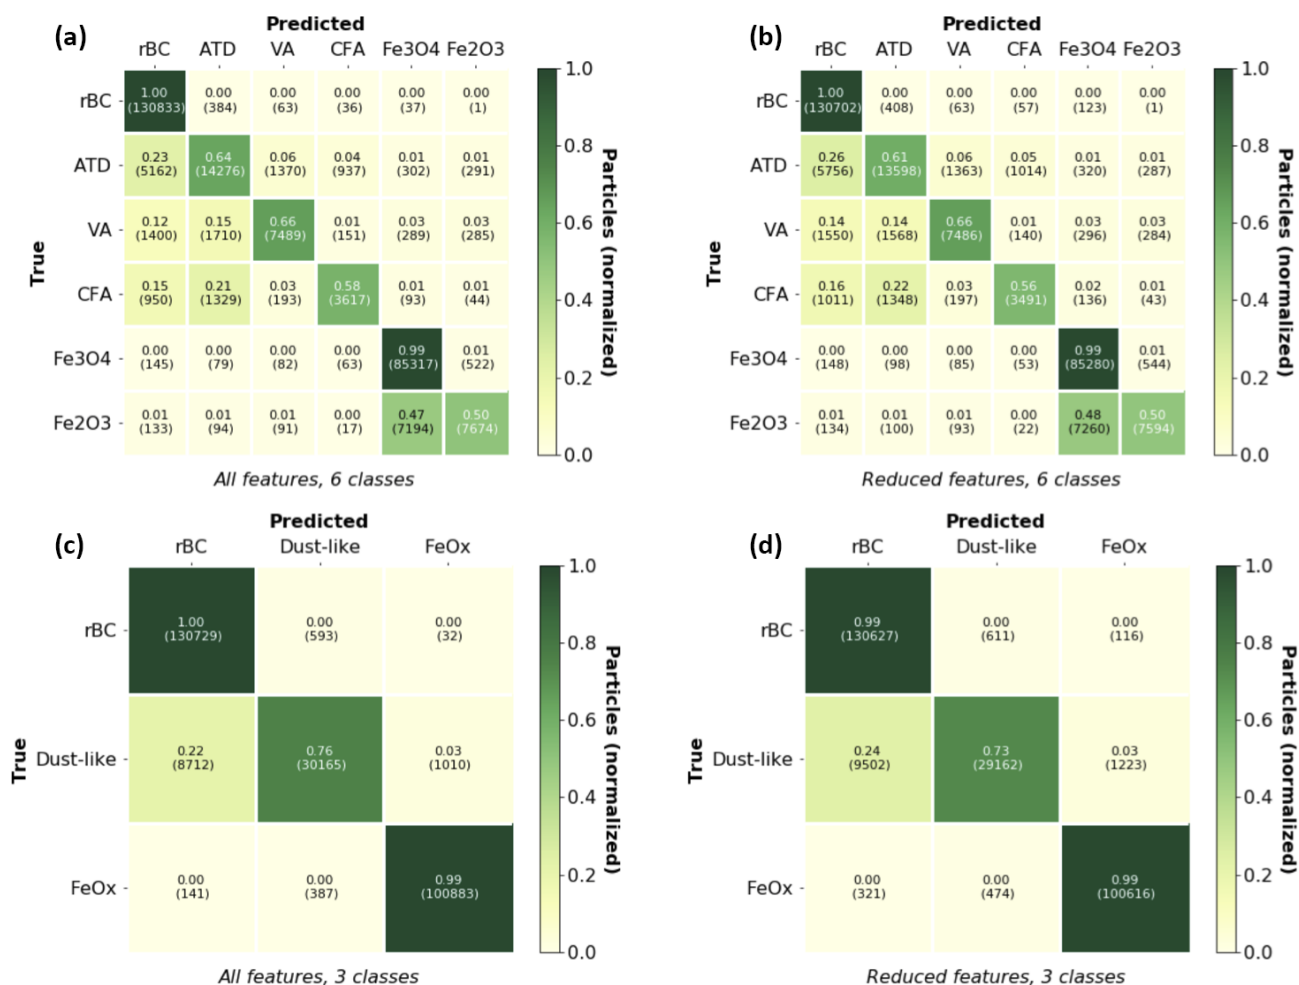 (a)
Predicted
rBC ATD VA CFA Fe3O4 Fe2O3
True
rBC
1.00 0.00 0.00 0.00 0.00 0.00
(130833) (384) (63) (36) (37) (1)
ATD
0.23 0.64 0.06 0.04 0.01 0.01
(5162) (14276) (1370) (937) (302) (291)
VA
0.12 0.15 0.66 0.01 0.03 0.03
(1400) (1710) (7489) (151) (289) (285)
CFA
0.15 0.21 0.03 0.58 0.01 0.01
(950) (1329) (193) (3617) (93) (44)
Fe3O4
0.00 0.00 0.00 0.00 0.99 0.01
(145) (79) (82) (63) (85317) (522)
Fe2O3
0.01 0.01 0.01 0.00 0.47 0.50
(133) (94) (91) (17) (7194) (7674)
1.0
0.8
0.6
0.4
0.2
0.0
Particles (normalized)
All features, 6 classes
(b)
Predicted
rBC ATD VA CFA Fe3O4 Fe2O3
True
rBC
1.00 0.00 0.00 0.00 0.00 0.00
(130702) (408) (63) (57) (123) (1)
ATD
0.26 0.61 0.06 0.05 0.01 0.01
(5756) (13598) (1363) (1014) (320) (287)
VA
0.14 0.14 0.66 0.01 0.03 0.03
(1550) (1568) (7486) (140) (296) (284)
CFA
0.16 0.22 0.03 0.56 0.02 0.01
(1011) (1348) (197) (3491) (136) (43)
Fe3O4
0.00 0.00 0.00 0.00 0.99 0.01
(148) (98) (85) (53) (85280) (544)
Fe2O3
0.01 0.01 0.01 0.00 0.48 0.50
(134) (100) (93) (22) (7260) (7594)
1.0
0.8
0.6
0.4
0.2
0.0
Particles (normalized)
Reduced features, 6 classes
(c)
Predicted
rBC Dust-like FeOx
True
rBC
1.00 0.00 0.00
(130729) (593) (32)
Dust-like
0.22 0.76 0.03
(8712) (30165) (1010)
FeOx
0.00 0.00 0.99
(141) (387) (100883)
1.0
0.8
0.6
0.4
0.2
0.0
Particles (normalized)
All features, 3 classes
(d)
Predicted
rBC Dust-like FeOx
True
rBC
0.99 0.00 0.00
(130627) (611) (116)
Dust-like
0.24 0.73 0.03
(9502) (29162) (1223)
FeOx
0.00 0.00 0.99
(321) (474) (100616)
1.0
0.8
0.6
0.4
0.2
0.0
Particles (normalized)
Reduced features, 3 classes